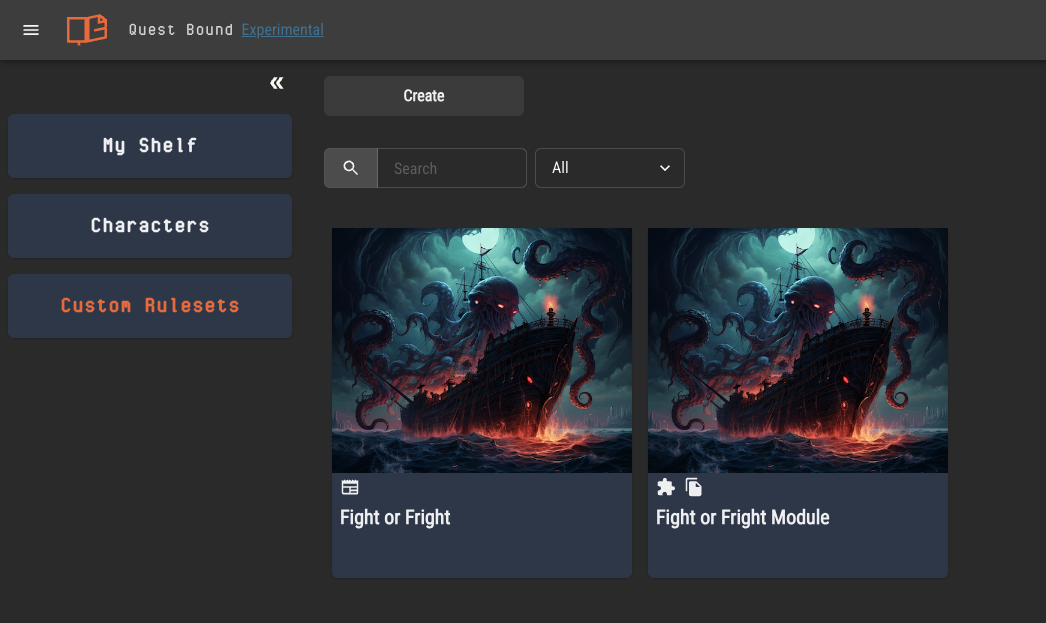 Quest Bound Experimental
My Shelf
Characters
Custom Rulesets
Create
Search
All
Fight or Fright
Fight or Fright Module